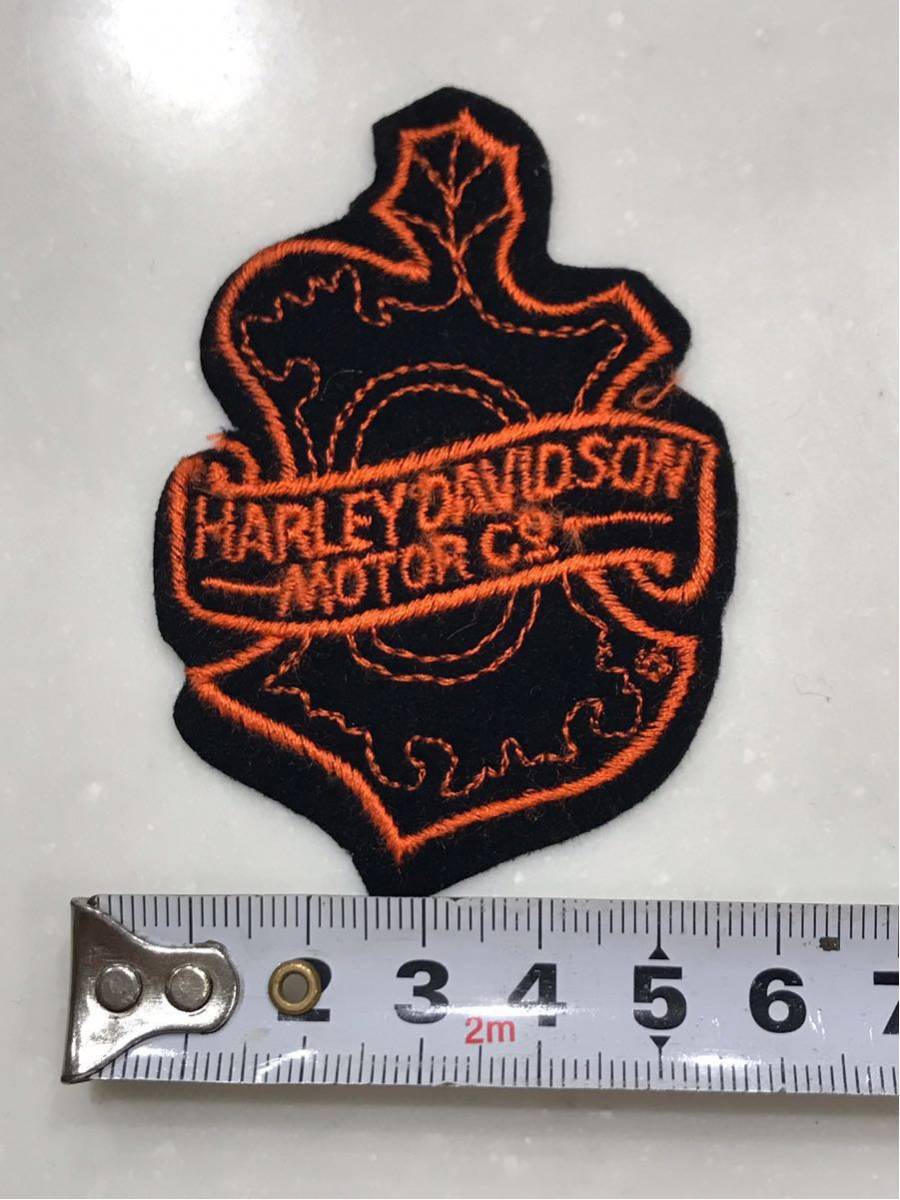 HARLEY DAVIDSON
MOTOR CO
2 3 4 5 6 7
2m